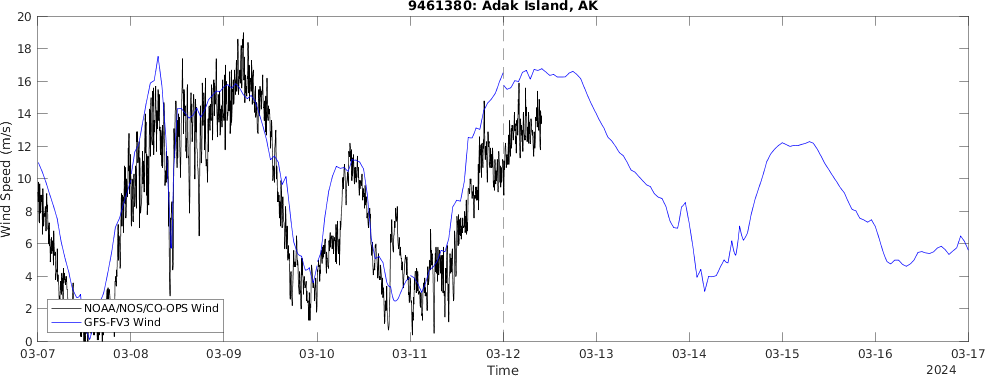 9461380: Adak Island, AK
Wind Speed (m/s)
20
18
16
14
12
10
8
6
4
2
0
NOAA/NOS/CO-OPS Wind
GFS-FV3 Wind
03-07 03-08 03-09 03-10 03-11 03-12 03-13 03-14 03-15 03-16 03-17
Time
2024